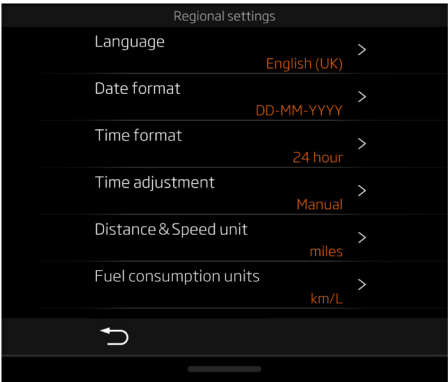 Regional settings
Language
English (UK)
Date format
DD-MM-YYYY
Time format
24 hour
Time adjustment
Manual
Distance & Speed unit
miles
Fuel consumption units
km/L